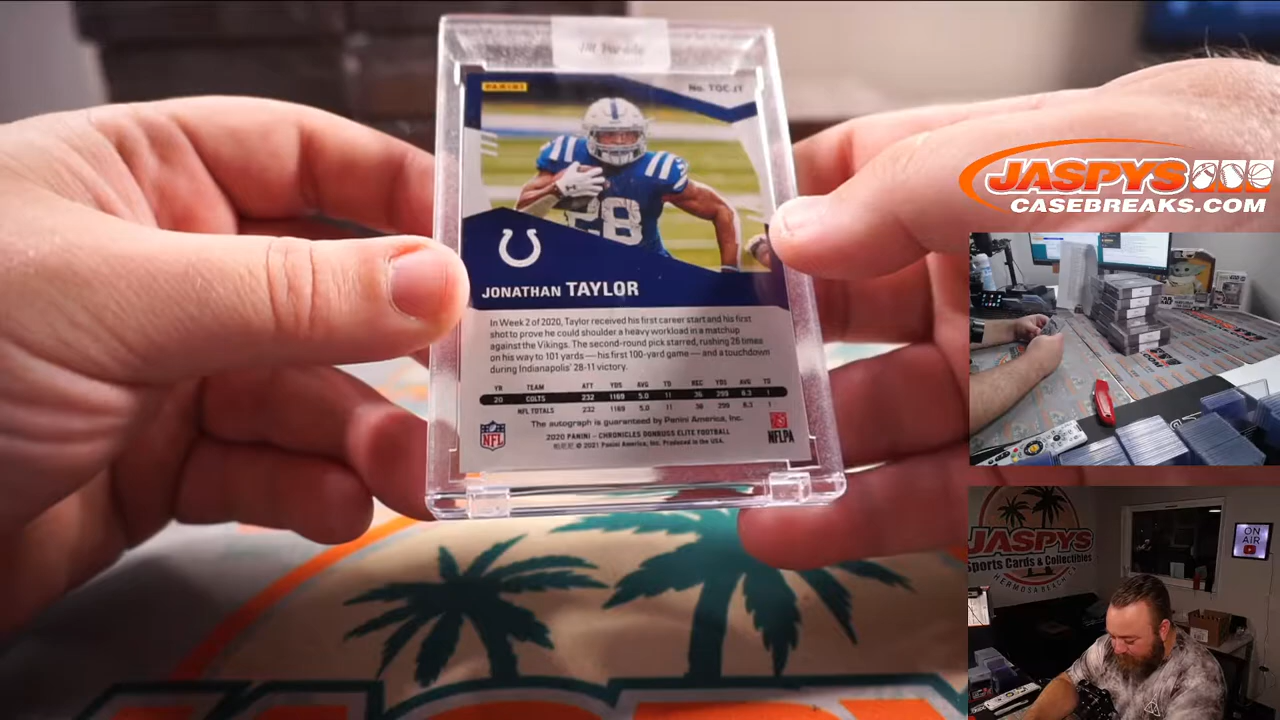 PANINI
No. TOC-JT
28
JONATHAN TAYLOR
In Week 2 of 2020, Taylor received his first career start and his first
shot to prove he could shoulder a heavy workload in a matchup
against the Vikings. The second-round pick starred, rushing 26 times
on his way to 101 yards — his first 100-yard game — and a touchdown
during Indianapolis' 28-11 victory.
YR TEAM ATT YDS AVG TD REC YDS AVG TD
20 COLTS 232 1169 5.0 11 36 299 8.3 1
NFL TOTALS 232 1169 5.0 11 36 299 8.3 1
The autograph is guaranteed by Panini America, Inc.
2020 PANINI – CHRONICLES DONRUSS ELITE FOOTBALL
© 2021 Panini America, Inc. Produced in the USA.
NFL
NFLPA
JASPYS
CASEBREAKS.COM
JASPYS
Sports Cards & Collectibles
HERMOSA BEACH, CA
ON
AIR